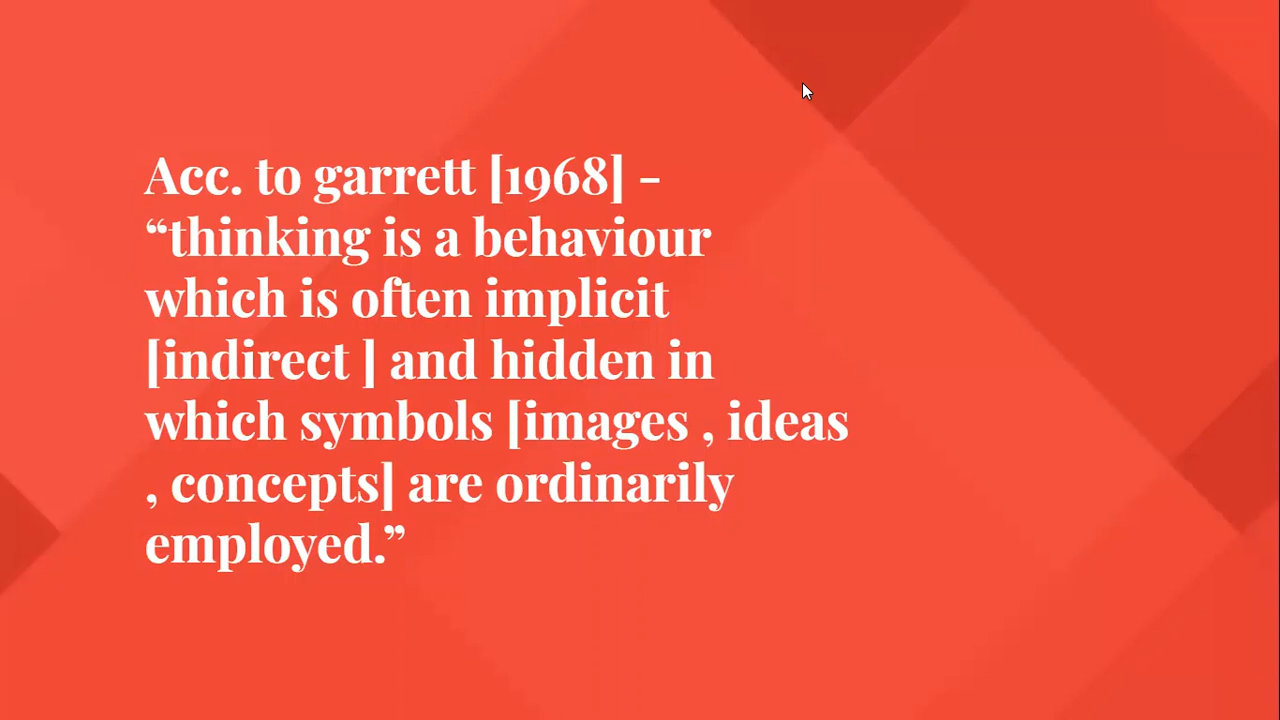 Acc. to garrett [1968] -
“thinking is a behaviour
which is often implicit
[indirect ] and hidden in
which symbols [images , ideas
, concepts] are ordinarily
employed.”